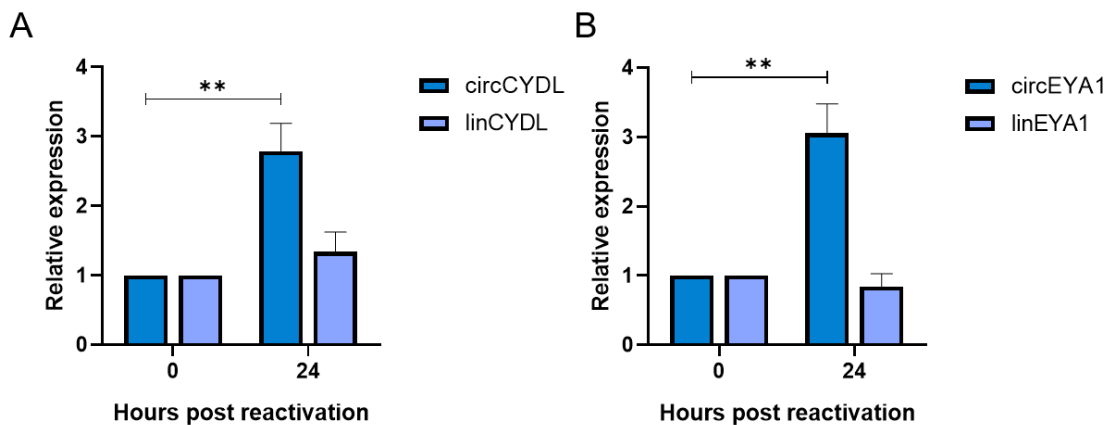 A
Relative expression
4
3
2
1
0
**
0
24
Hours post reactivation
circCYDL
linCYDL
B
Relative expression
4
3
2
1
0
**
0
24
Hours post reactivation
circEYA1
linEYA1